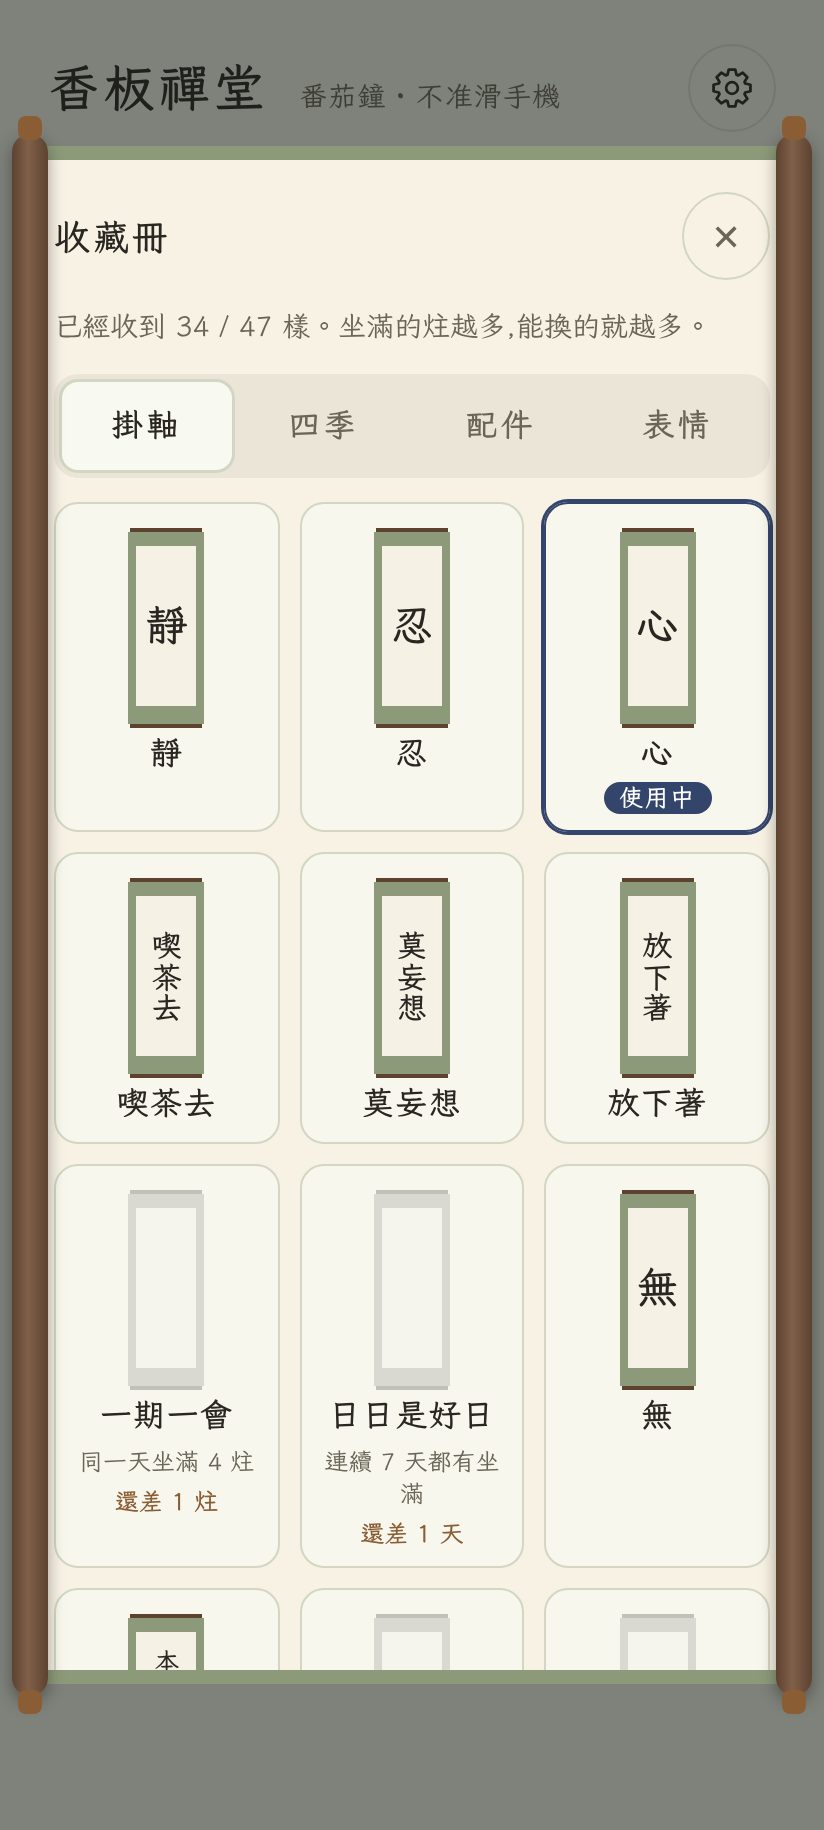 香板禪堂 番茄鐘・不准滑手機
收藏冊
已經收到 34 / 47 樣。坐滿的炷越多,能換的就越多。
掛軸 四季 配件 表情
靜 忍 心
靜 忍 心
使用中
喫茶去 莫妄想 放下著
喫茶去 莫妄想 放下著
無
一期一會 日日是好日 無
同一天坐滿 4 炷
還差 1 炷
連續 7 天都有坐
滿
還差 1 天
本